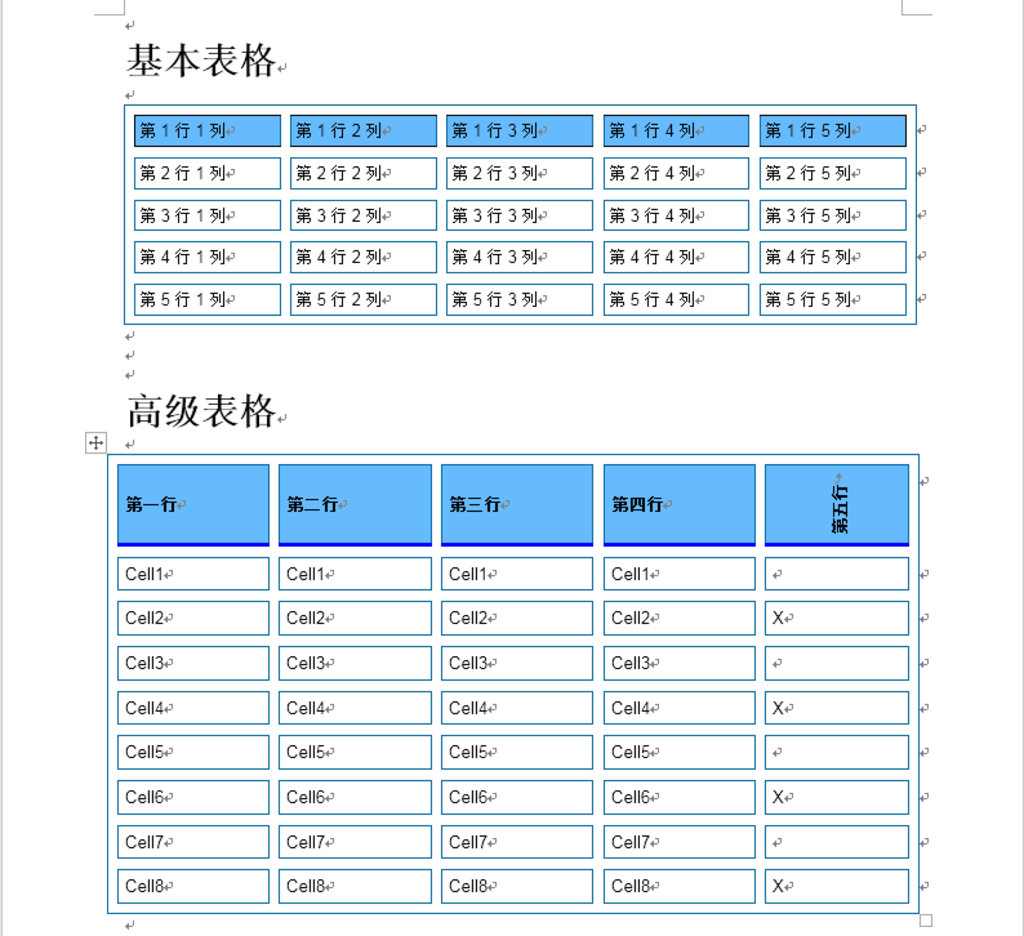 基本表格
第 1 行 1 列 第 1 行 2 列 第 1 行 3 列 第 1 行 4 列 第 1 行 5 列
第 2 行 1 列 第 2 行 2 列 第 2 行 3 列 第 2 行 4 列 第 2 行 5 列
第 3 行 1 列 第 3 行 2 列 第 3 行 3 列 第 3 行 4 列 第 3 行 5 列
第 4 行 1 列 第 4 行 2 列 第 4 行 3 列 第 4 行 4 列 第 4 行 5 列
第 5 行 1 列 第 5 行 2 列 第 5 行 3 列 第 5 行 4 列 第 5 行 5 列
高级表格
第一行 第二行 第三行 第四行 第五行
Cell1 Cell1 Cell1 Cell1
Cell2 Cell2 Cell2 Cell2 X
Cell3 Cell3 Cell3 Cell3
Cell4 Cell4 Cell4 Cell4 X
Cell5 Cell5 Cell5 Cell5
Cell6 Cell6 Cell6 Cell6 X
Cell7 Cell7 Cell7 Cell7
Cell8 Cell8 Cell8 Cell8 X